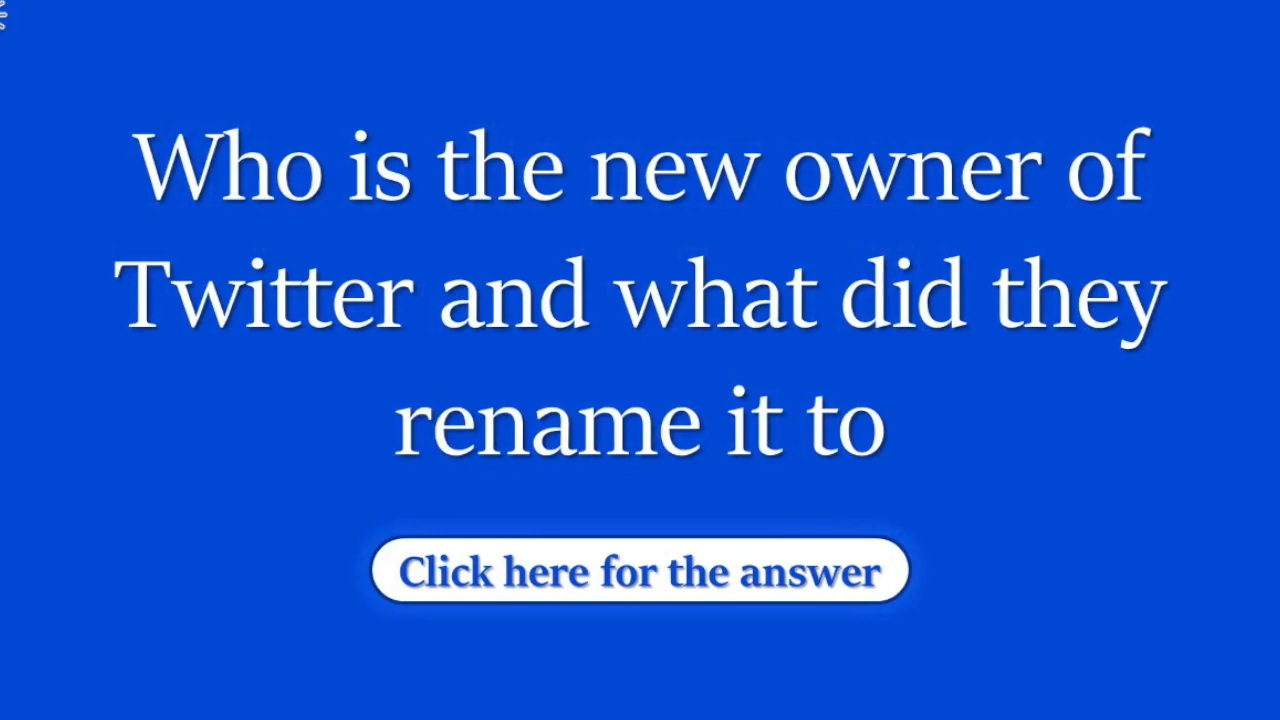 Who is the new owner of
Twitter and what did they
rename it to
Click here for the answer